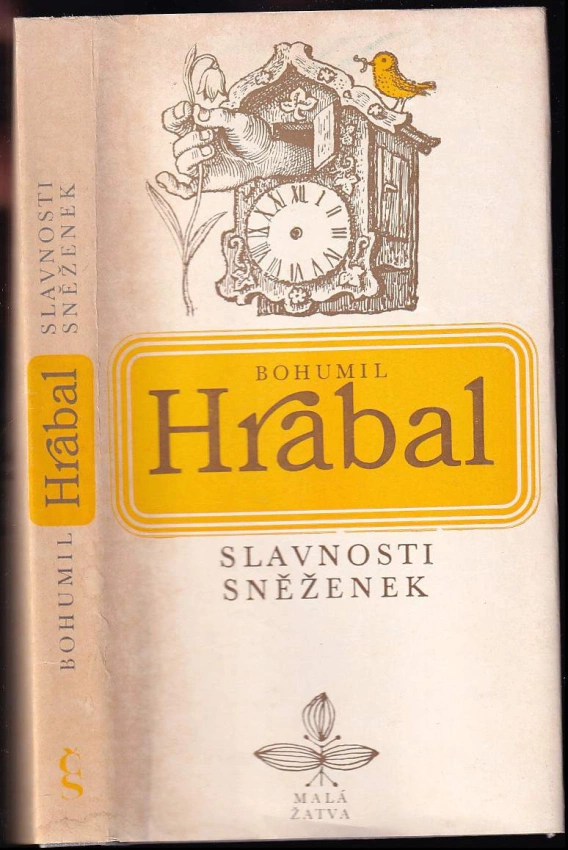 SLAVNOSTI
SNĚŽENEK
Hrabal
BOHUMIL
BOHUMIL
Hrabal
SLAVNOSTI
SNĚŽENEK
MALÁ
ŽATVA